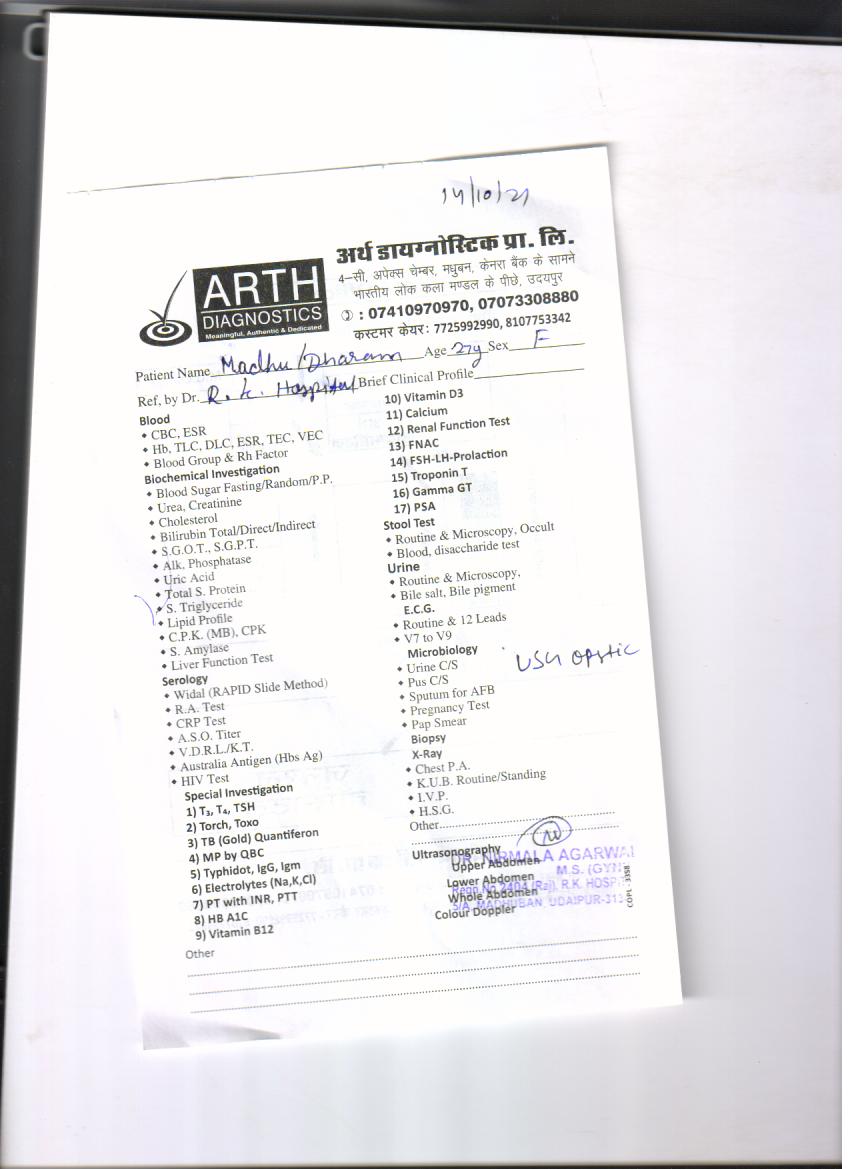 14/10/21
अर्थ डायग्नोस्टिक प्रा. लि.
ARTH
DIAGNOSTICS
Meaningful, Authentic & Dedicated
4–सी, अपेक्स चेम्बर, मधुबन, केनरा बैंक के सामने
भारतीय लोक कला मण्डल के पीछे, उदयपुर
: 07410970970, 07073308880
कस्टमर केयर: 7725992990, 8107753342
Patient Name Madhu/Dharam Age 27y Sex F
Ref, by Dr. R.K. Hospital Brief Clinical Profile
Blood
CBC, ESR
Hb, TLC, DLC, ESR, TEC, VEC
Blood Group & Rh Factor
Biochemical Investigation
Blood Sugar Fasting/Random/P.P.
Urea, Creatinine
Cholesterol
Bilirubin Total/Direct/Indirect
S.G.O.T., S.G.P.T.
Alk, Phosphatase
Uric Acid
Total S. Protein
S. Triglyceride
Lipid Profile
C.P.K. (MB), CPK
S. Amylase
Liver Function Test
Serology
Widal (RAPID Slide Method)
R.A. Test
CRP Test
A.S.O. Titer
V.D.R.L./K.T.
Australia Antigen (Hbs Ag)
HIV Test
Special Investigation
1) T₃, T₄, TSH
2) Torch, Toxo
3) TB (Gold) Quantiferon
4) MP by QBC
5) Typhidot, IgG, Igm
6) Electrolytes (Na,K,Cl)
7) PT with INR, PTT
8) HB A1C
9) Vitamin B12
Other
10) Vitamin D3
11) Calcium
12) Renal Function Test
13) FNAC
14) FSH-LH-Prolaction
15) Troponin T
16) Gamma GT
17) PSA
Stool Test
Routine & Microscopy, Occult
Blood, disaccharide test
Urine
Routine & Microscopy,
Bile salt, Bile pigment
E.C.G.
Routine & 12 Leads
V7 to V9
Microbiology
Urine C/S
Pus C/S
Sputum for AFB
Pregnancy Test
Pap Smear
USG
Biopsy
X-Ray
Chest P.A.
K.U.B. Routine/Standing
I.V.P.
H.S.G.
Other
Ultrasonography
Upper Abdomen
Lower Abdomen
Whole Abdomen
Colour Doppler
DR. NIRMALA AGARWAL
M.S. (GYN
Regn.No.2404 (Raj), R.K. HOSP
5/A, MADHUBAN UDAIPUR-313